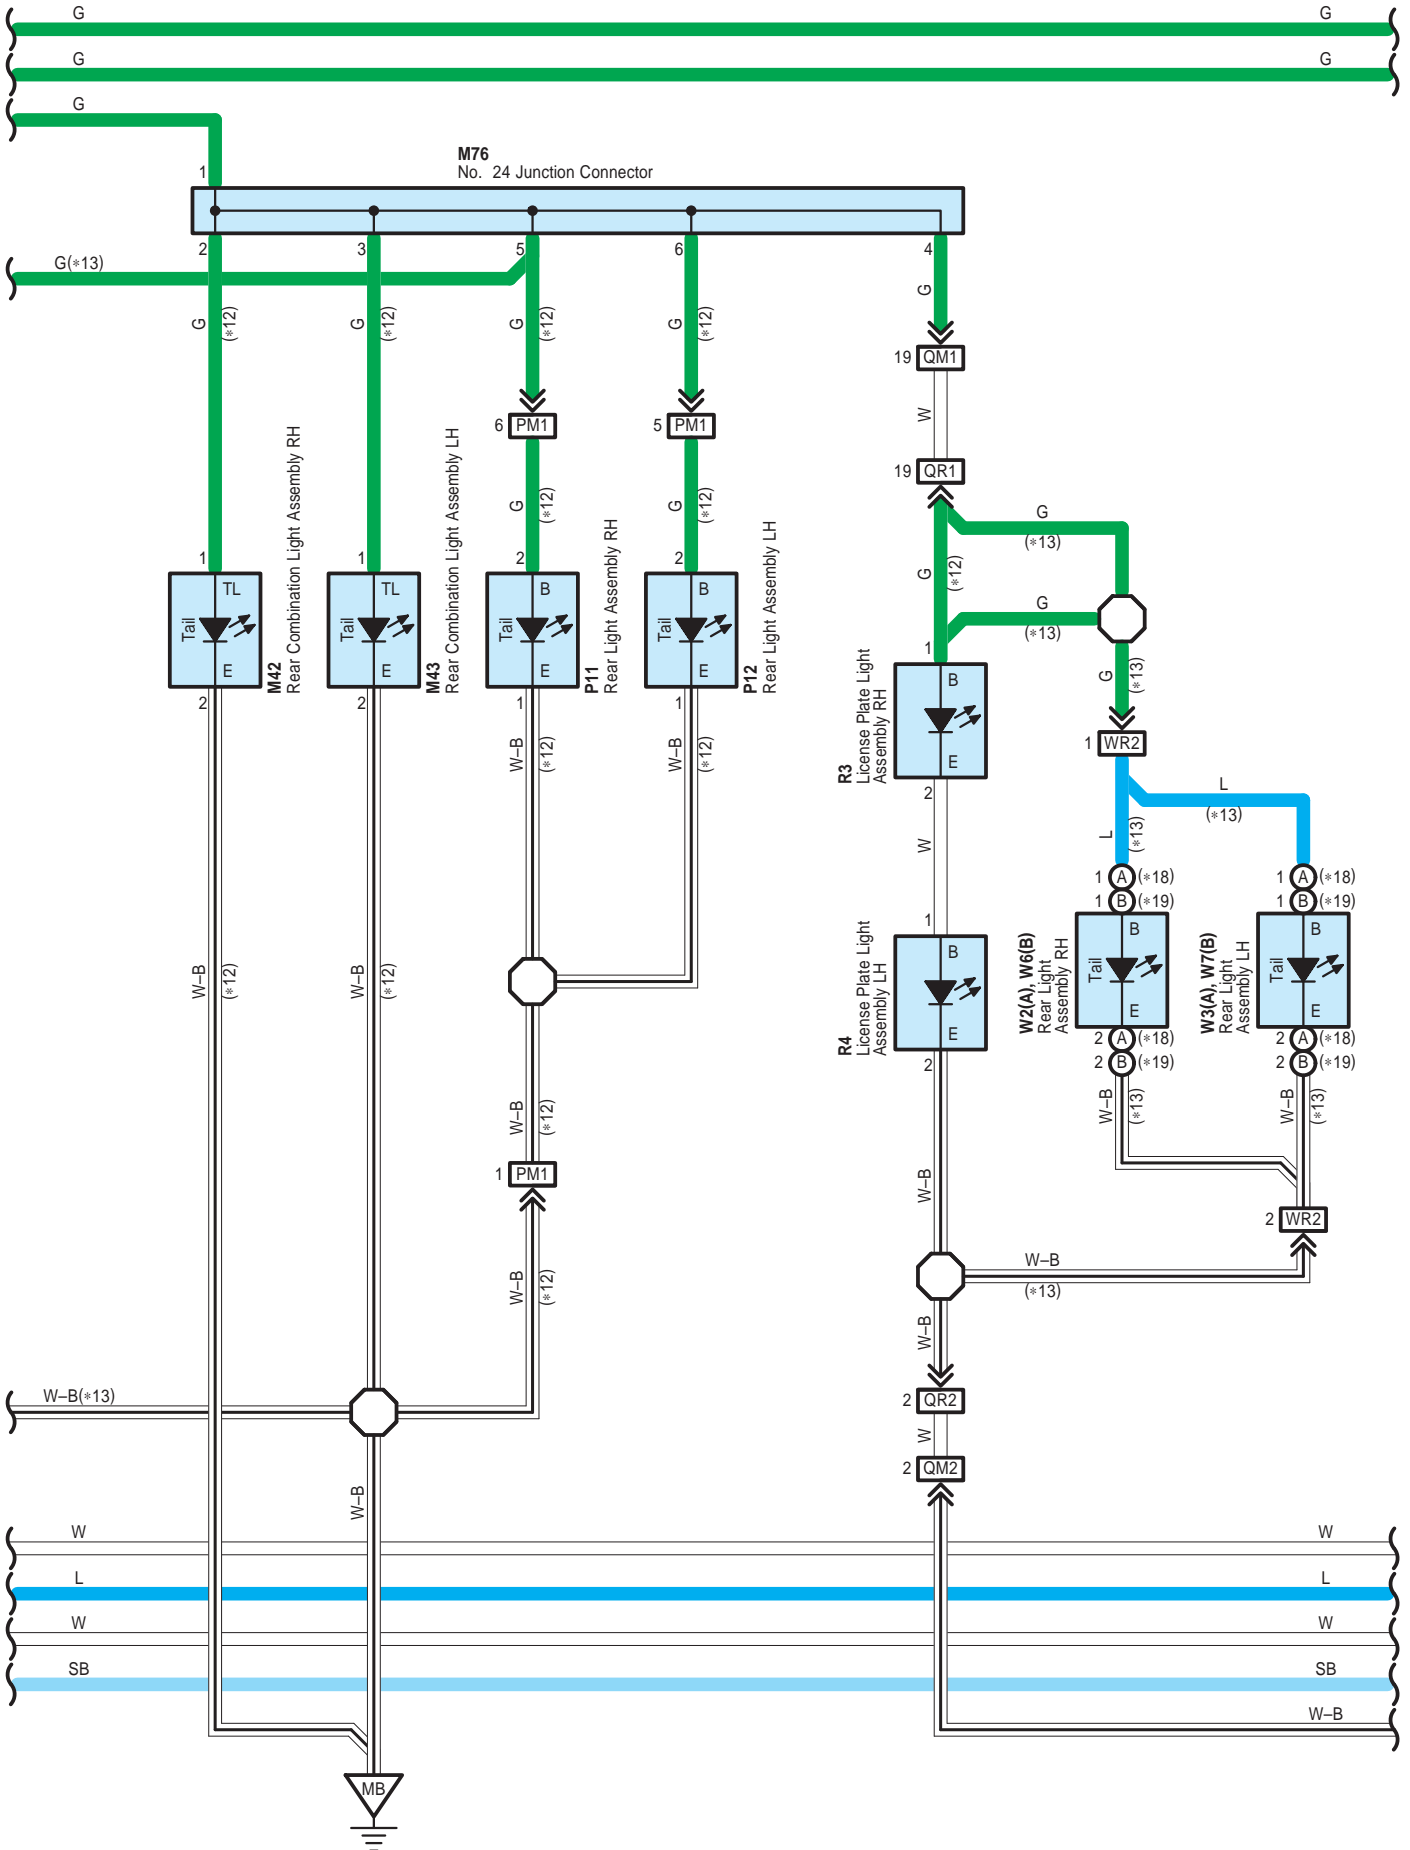 G
G
G
G
G
M76
No. 24 Junction Connector
1
2
3
5
6
4
G(*13)
G
(*12)
G
(*12)
G
(*12)
G
(*12)
G
19 QM1
W
19 QR1
6 PM1
5 PM1
G
(*12)
G
(*12)
G
(*12)
G
(*13)
G
(*13)
G
(*13)
1
TL
Tail
E
2
M42
Rear Combination Light Assembly RH
1
TL
Tail
E
2
M43
Rear Combination Light Assembly LH
2
B
Tail
E
1
P11
Rear Light Assembly RH
2
B
Tail
E
1
P12
Rear Light Assembly LH
1
B
E
2
R3
License Plate Light
Assembly RH
1 WR2
L
(*13)
L
(*13)
W–B
(*12)
W–B
(*12)
W
1 A (*18)
1 B (*19)
1 A (*18)
1 B (*19)
1
B
E
2
R4
License Plate Light
Assembly LH
B
Tail
E
W2(A), W6(B)
Rear Light
Assembly RH
B
Tail
E
W3(A), W7(B)
Rear Light
Assembly LH
2 A (*18)
2 B (*19)
2 A (*18)
2 B (*19)
W–B
(*12)
W–B
(*12)
W–B
(*12)
W–B
(*13)
W–B
(*13)
1 PM1
W–B
2 WR2
W–B
(*12)
W–B
(*13)
W–B
W–B(*13)
2 QR2
W
2 QM2
W–B
W
W
L
L
W
W
SB
SB
W–B
MB